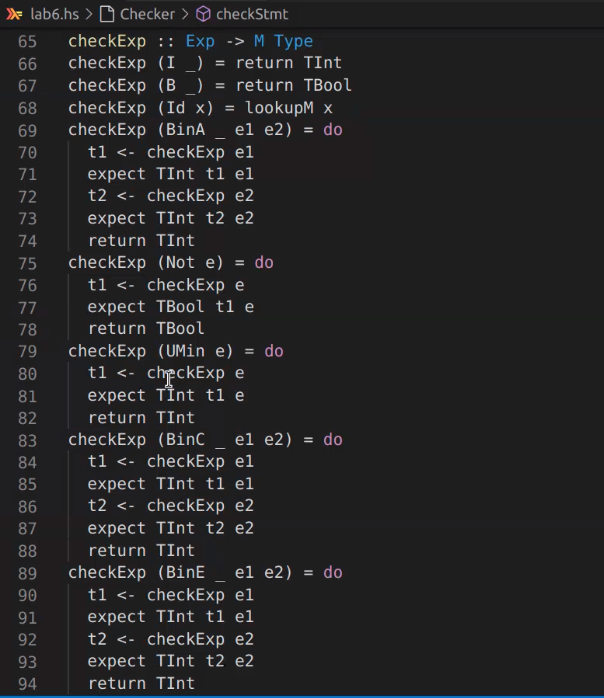 lab6.hs > Checker > checkStmt
65 checkExp :: Exp -> M Type
66 checkExp (I _) = return TInt
67 checkExp (B _) = return TBool
68 checkExp (Id x) = lookupM x
69 checkExp (BinA _ e1 e2) = do
70   t1 <- checkExp e1
71   expect TInt t1 e1
72   t2 <- checkExp e2
73   expect TInt t2 e2
74   return TInt
75 checkExp (Not e) = do
76   t1 <- checkExp e
77   expect TBool t1 e
78   return TBool
79 checkExp (UMin e) = do
80   t1 <- checkExp e
81   expect TInt t1 e
82   return TInt
83 checkExp (BinC _ e1 e2) = do
84   t1 <- checkExp e1
85   expect TInt t1 e1
86   t2 <- checkExp e2
87   expect TInt t2 e2
88   return TInt
89 checkExp (BinE _ e1 e2) = do
90   t1 <- checkExp e1
91   expect TInt t1 e1
92   t2 <- checkExp e2
93   expect TInt t2 e2
94   return TInt